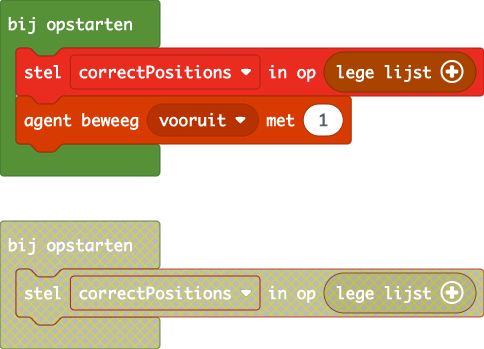 bij opstarten
stel correctPositions in op lege lijst
agent beweeg vooruit met 1
bij opstarten
stel correctPositions in op lege lijst